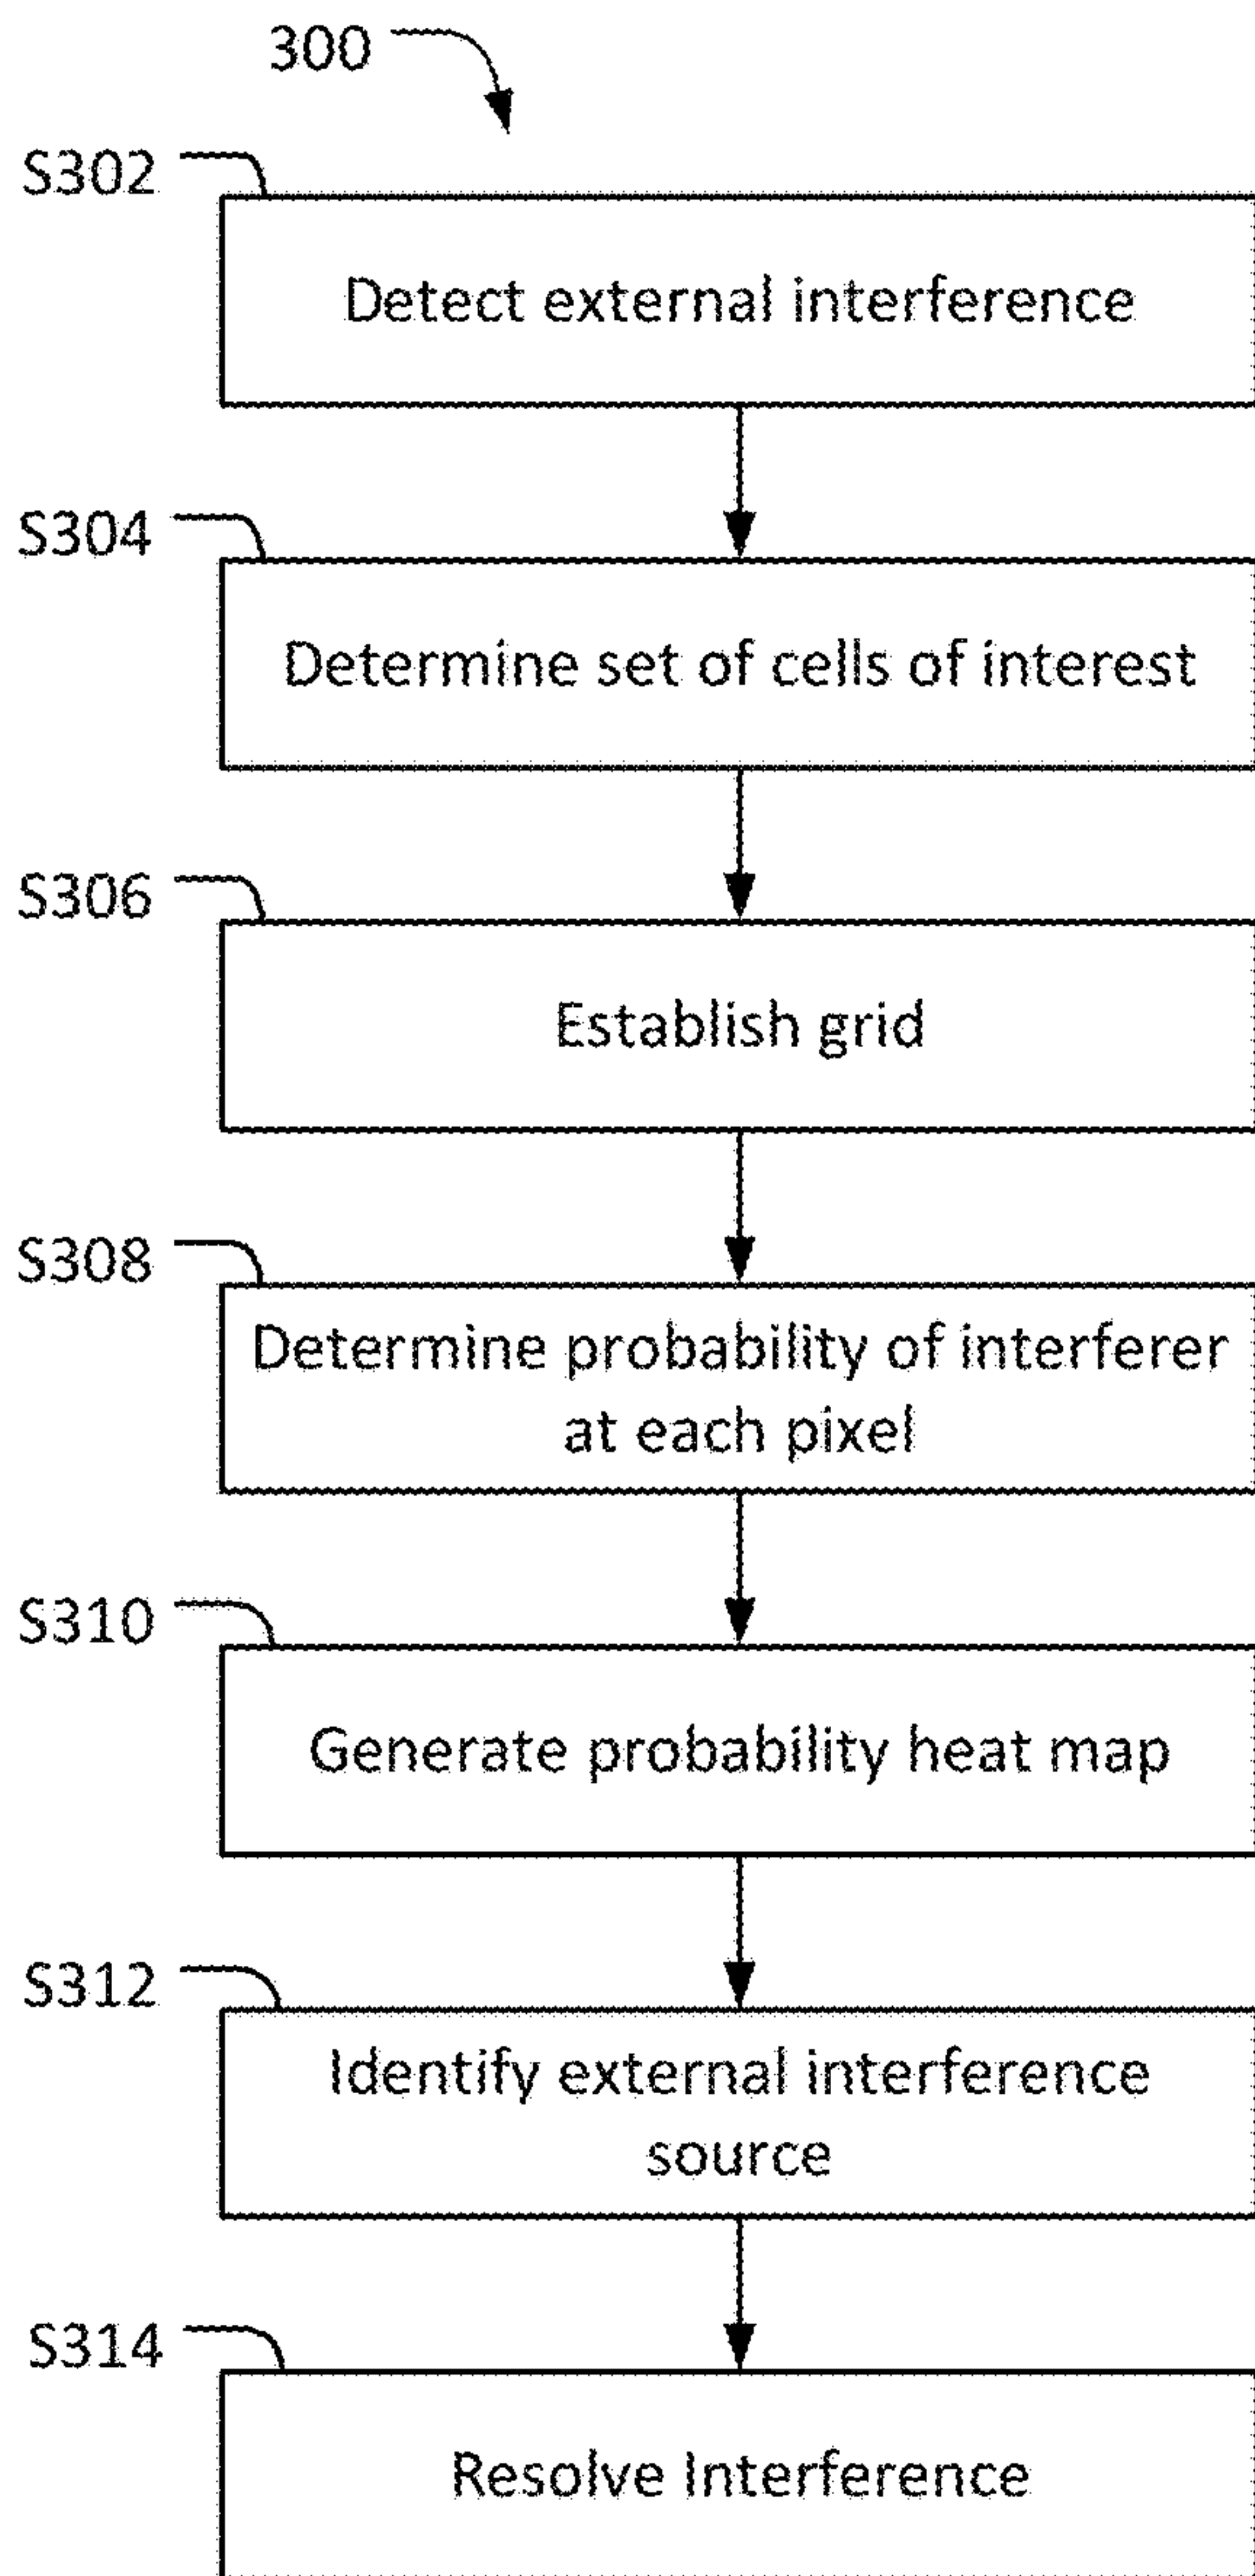 300
S302
Detect external interference
S304
Determine set of cells of interest
S306
Establish grid
S308
Determine probability of interferer
at each pixel
S310
Generate probability heat map
S312
Identify external interference
source
S314
Resolve Interference